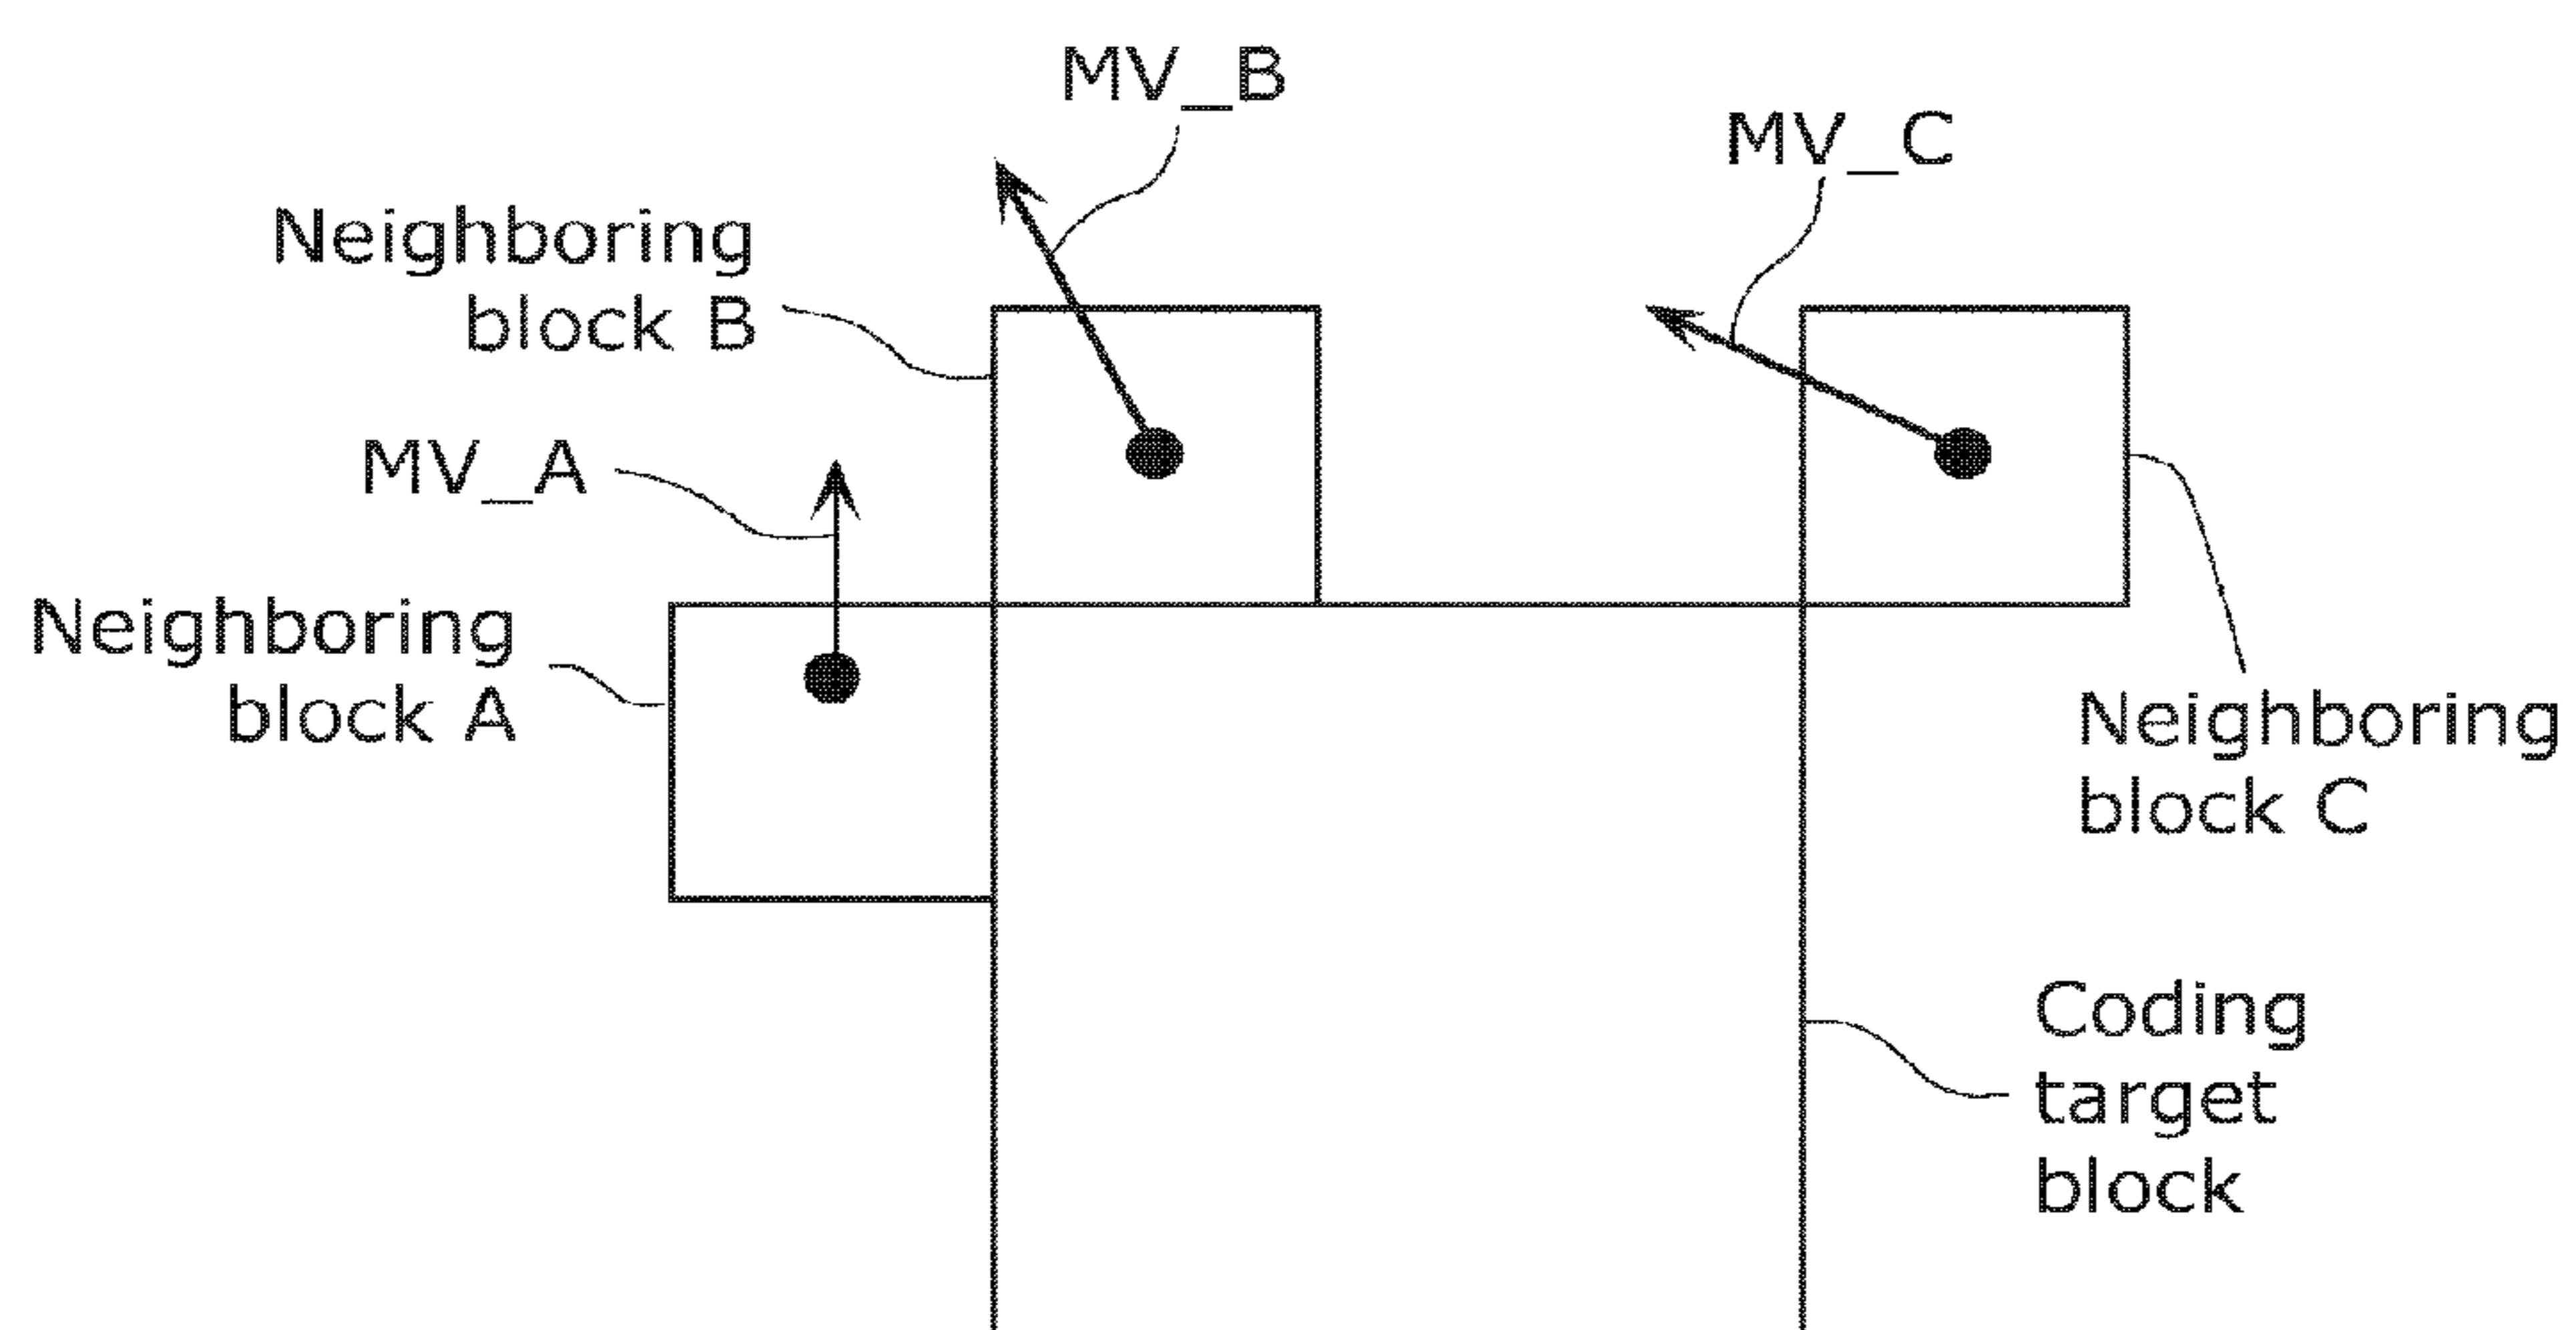 MV_B
MV_C
Neighboring
block B
MV_A
Neighboring
block A
Neighboring
block C
Coding
target
block